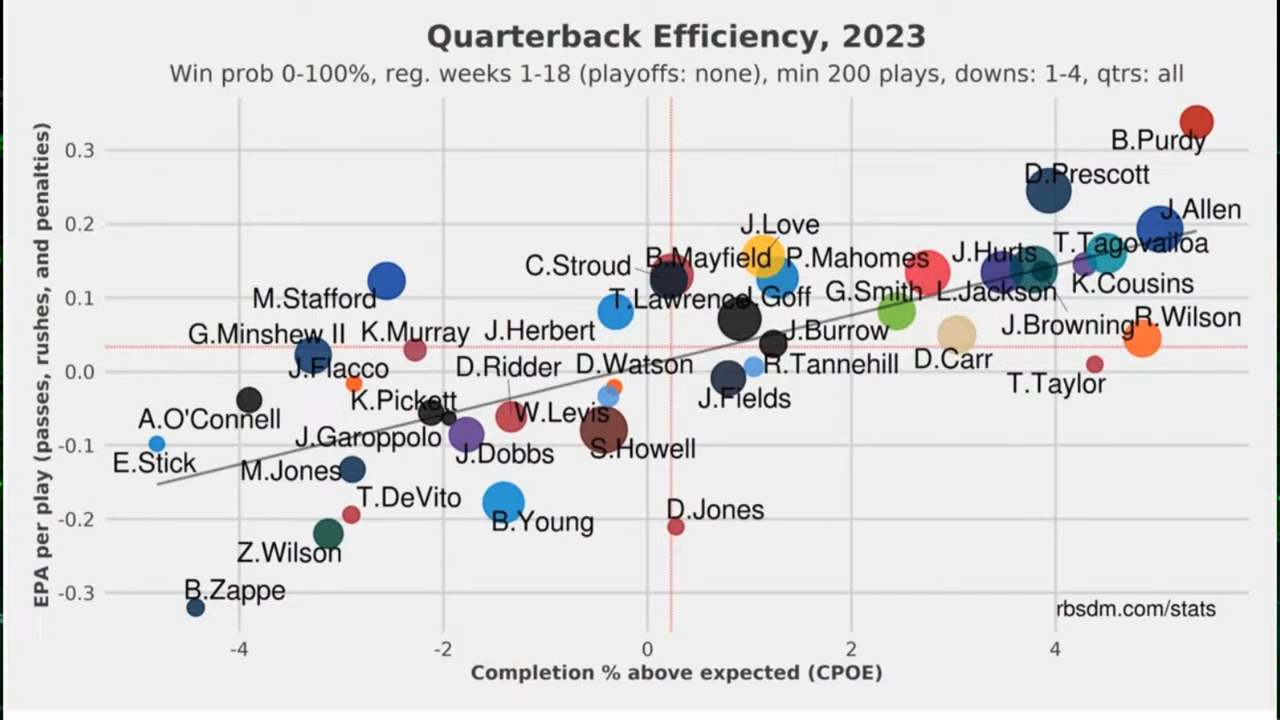 Quarterback Efficiency, 2023
Win prob 0-100%, reg. weeks 1-18 (playoffs: none), min 200 plays, downs: 1-4, qtrs: all
EPA per play (passes, rushes, and penalties)
0.3
0.2
0.1
0.0
-0.1
-0.2
-0.3
B.Purdy
D.Prescott
J.Allen
J.Love
T.Tagovailoa
C.Stroud
B.Mayfield
P.Mahomes
J.Hurts
K.Cousins
M.Stafford
T.Lawrence
J.Goff
G.Smith
L.Jackson
G.Minshew II
K.Murray
J.Herbert
J.Burrow
J.Browning
R.Wilson
J.Flacco
D.Ridder
D.Watson
R.Tannehill
D.Carr
T.Taylor
K.Pickett
W.Levis
J.Fields
A.O'Connell
J.Garoppolo
J.Dobbs
S.Howell
E.Stick
M.Jones
T.DeVito
B.Young
D.Jones
Z.Wilson
B.Zappe
rbsdm.com/stats
-4
-2
0
2
4
Completion % above expected (CPOE)